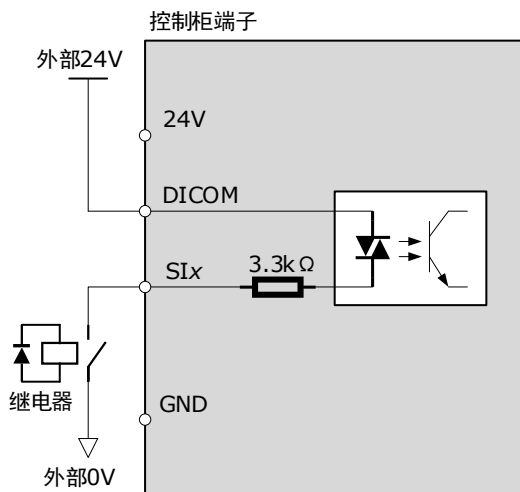 控制柜端子
外部24V
24V
DICOM
SIx
3.3kΩ
继电器
GND
外部0V